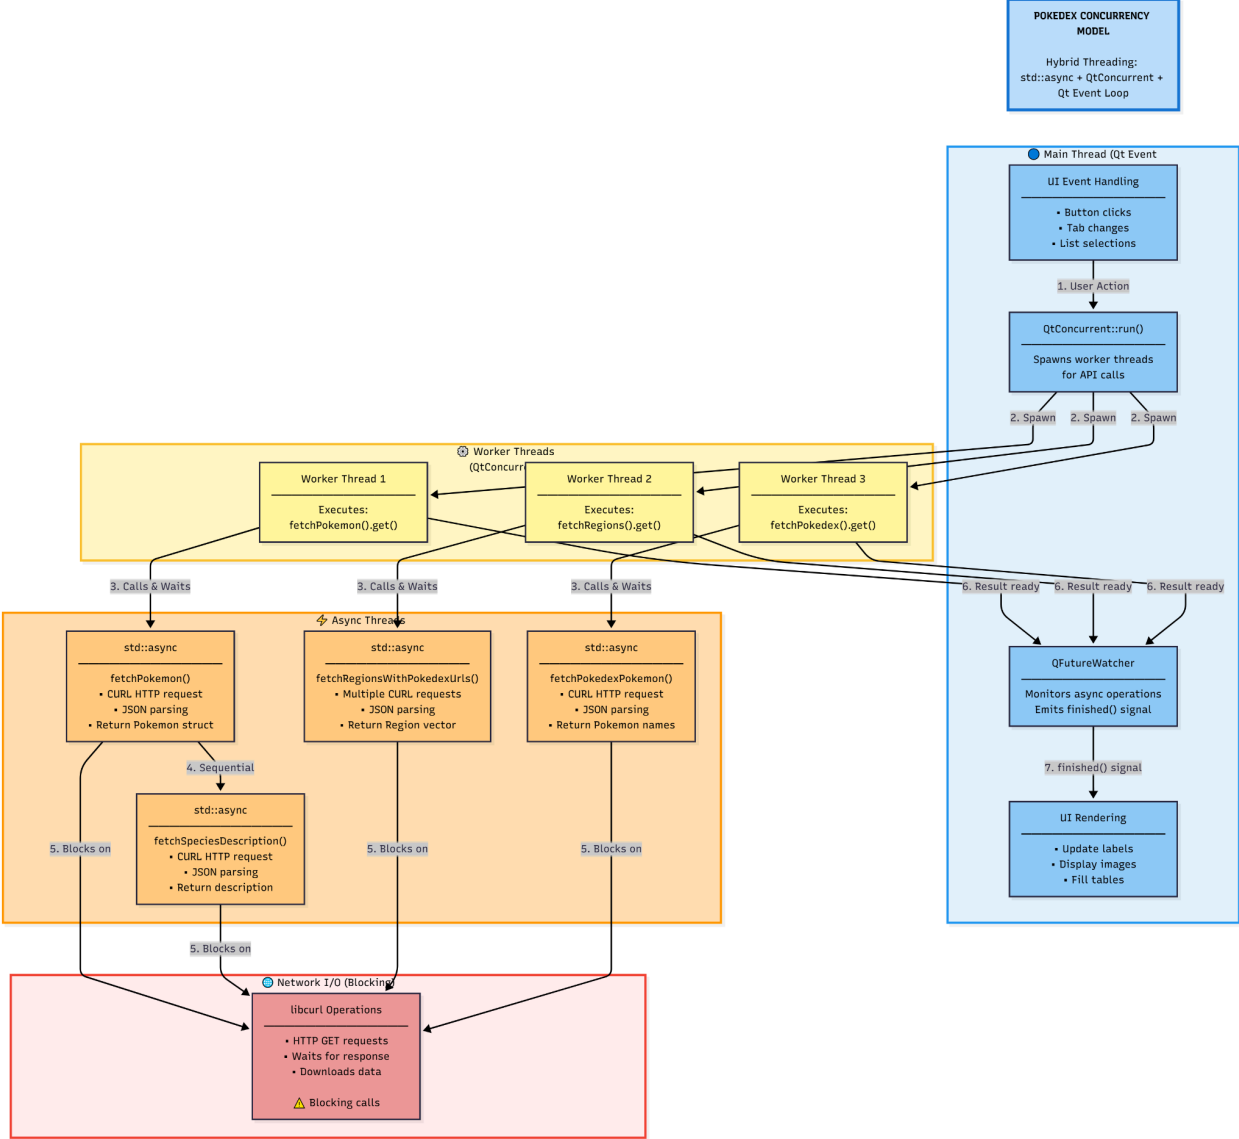 POKEDEX CONCURRENCY
MODEL
Hybrid Threading:
std::async + QtConcurrent +
Qt Event Loop
Main Thread (Qt Event
UI Event Handling
▪ Button clicks
▪ Tab changes
▪ List selections
1. User Action
QtConcurrent::run()
Spawns worker threads
for API calls
2. Spawn
2. Spawn
2. Spawn
Worker Threads
(QtConcurr
Worker Thread 1
Executes:
fetchPokemon().get()
Worker Thread 2
Executes:
fetchRegions().get()
Worker Thread 3
Executes:
fetchPokedex().get()
3. Calls & Waits
3. Calls & Waits
3. Calls & Waits
6. Result ready
6. Result ready
6. Result ready
Async Threads
std::async
fetchPokemon()
▪ CURL HTTP request
▪ JSON parsing
▪ Return Pokemon struct
std::async
fetchRegionsWithPokedexUrls()
▪ Multiple CURL requests
▪ JSON parsing
▪ Return Region vector
std::async
fetchPokedexPokemon()
▪ CURL HTTP request
▪ JSON parsing
▪ Return Pokemon names
QFutureWatcher
Monitors async operations
Emits finished() signal
4. Sequential
7. finished() signal
std::async
fetchSpeciesDescription()
▪ CURL HTTP request
▪ JSON parsing
▪ Return description
UI Rendering
▪ Update labels
▪ Display images
▪ Fill tables
5. Blocks on
5. Blocks on
5. Blocks on
5. Blocks on
Network I/O (Blocking)
libcurl Operations
▪ HTTP GET requests
▪ Waits for response
▪ Downloads data
⚠ Blocking calls